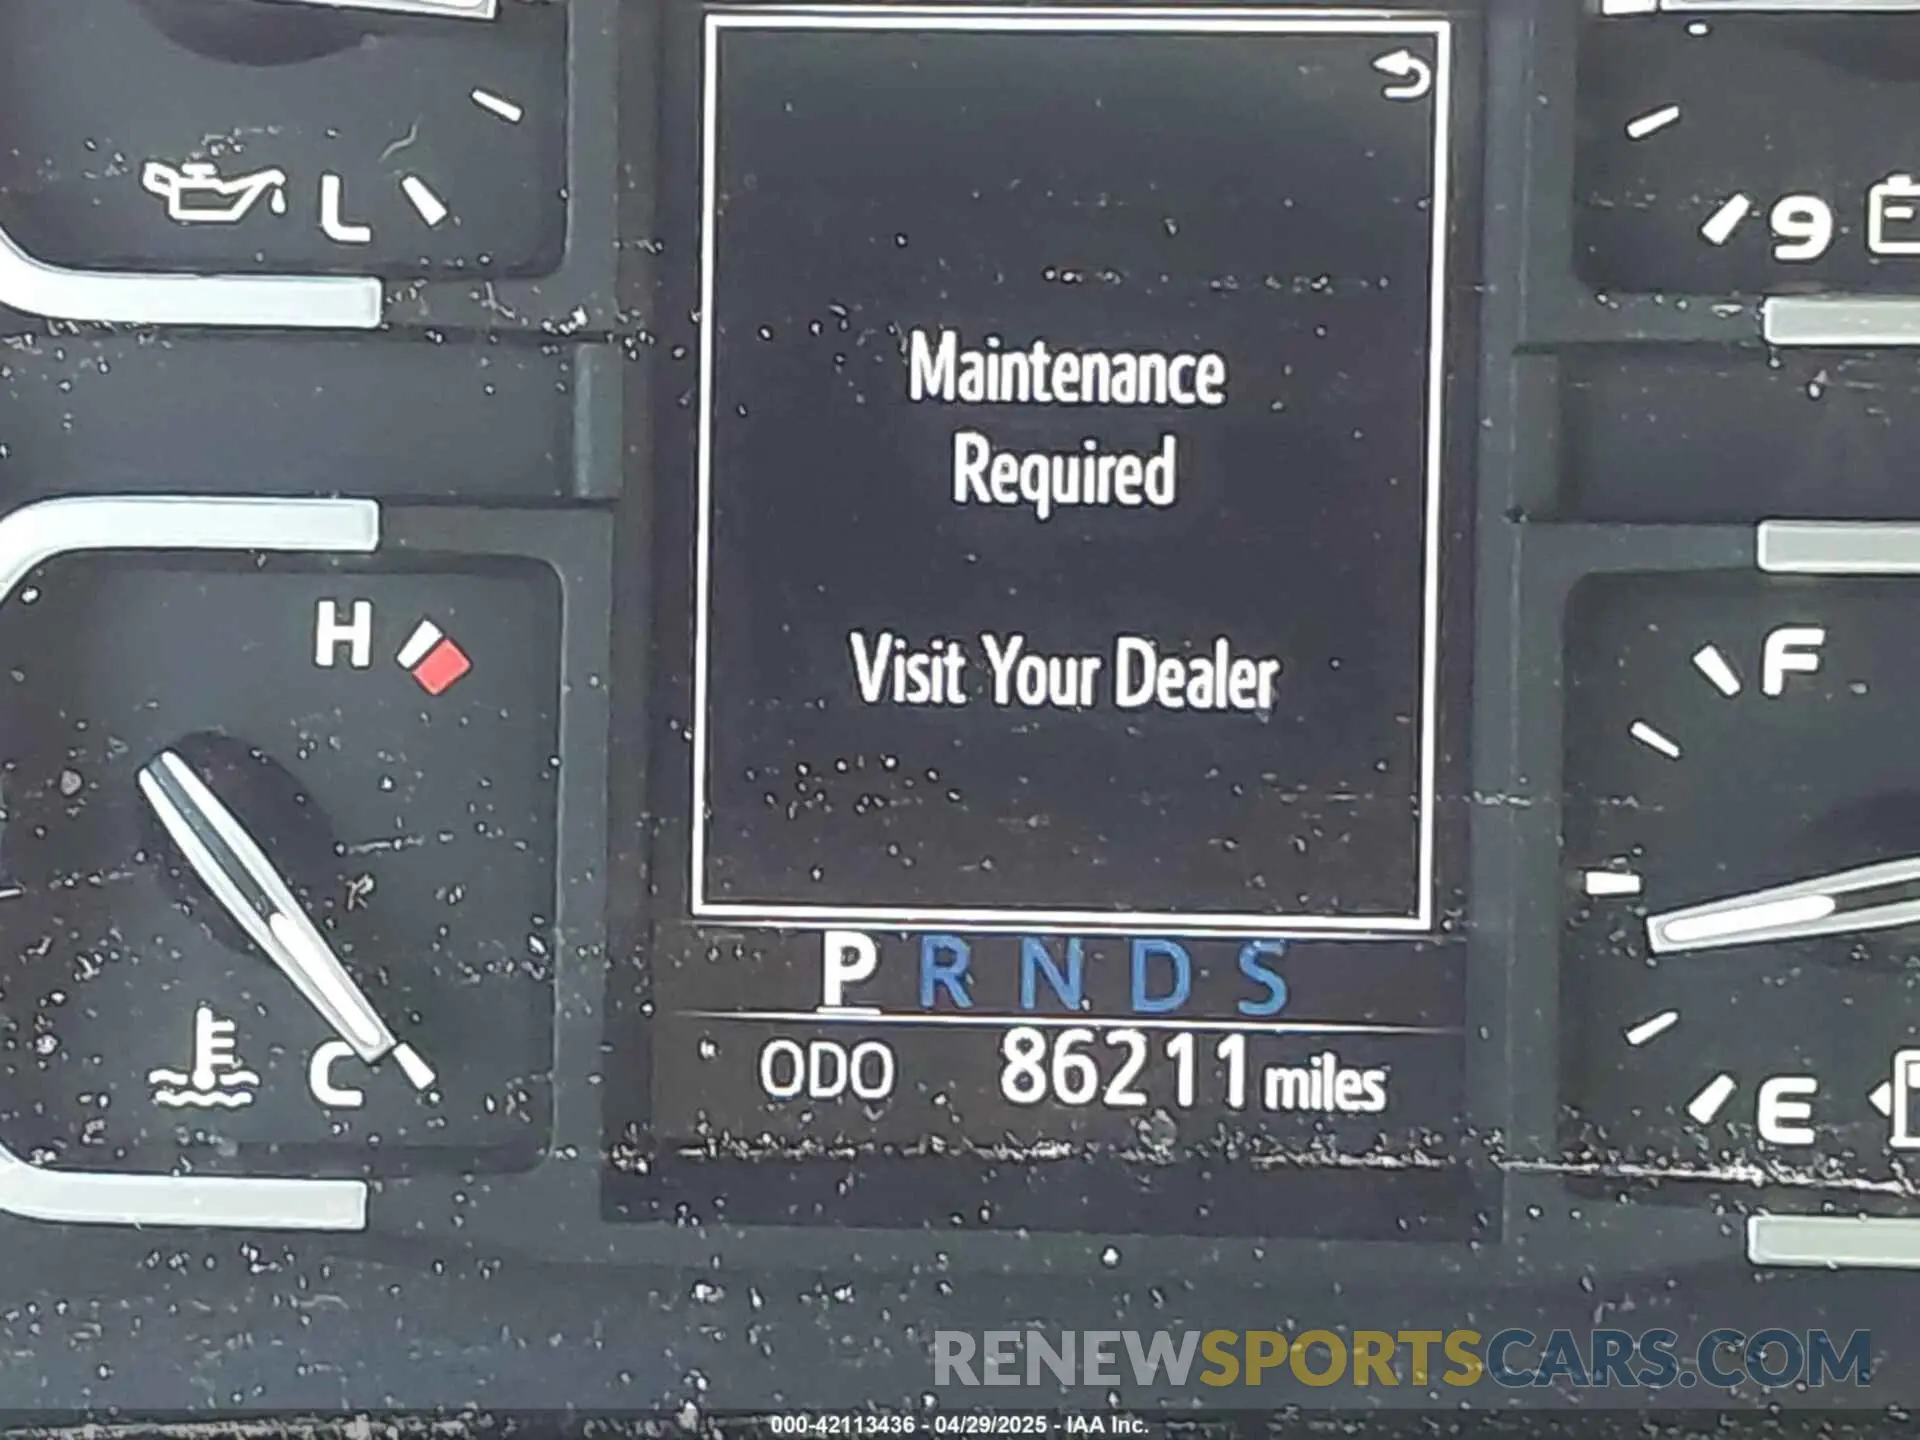 L
9
Maintenance
Required
H
Visit Your Dealer
F
P R N D S
C
ODO 86211 miles
E
RENEWSPORTSCARS.COM
000-42113436 - 04/29/2025 - IAA Inc.